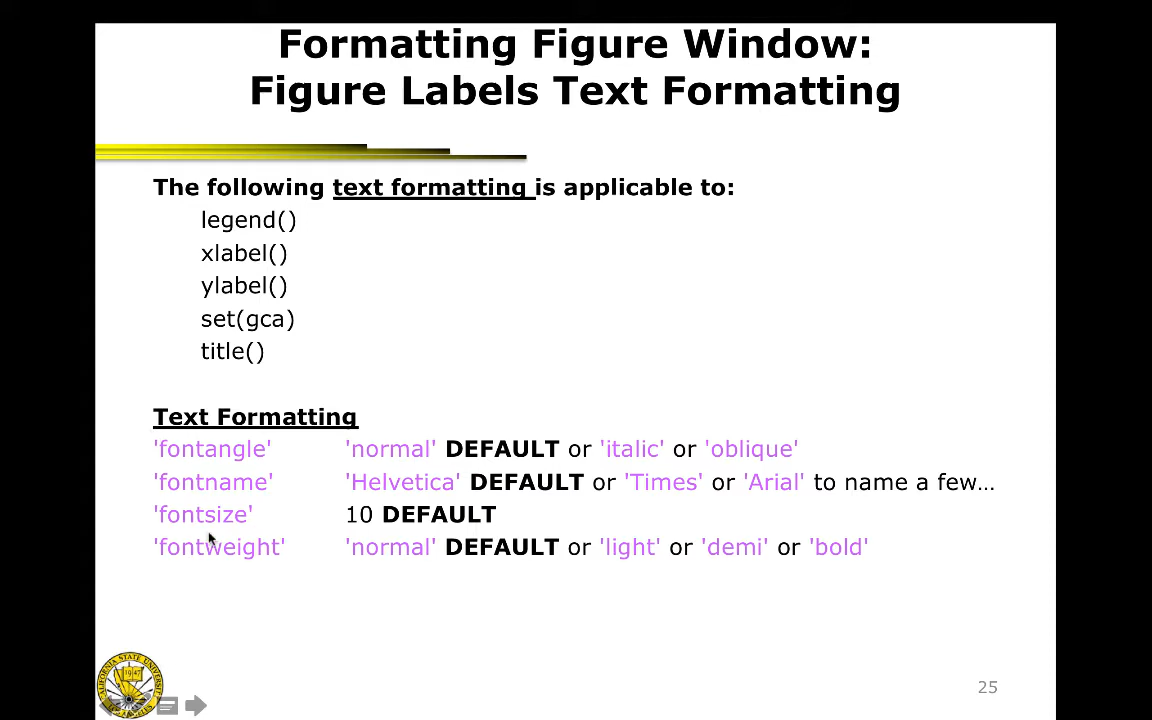 Formatting Figure Window:
Figure Labels Text Formatting
The following text formatting is applicable to:
legend()
xlabel()
ylabel()
set(gca)
title()
Text Formatting
'fontangle' 'normal' DEFAULT or 'italic' or 'oblique'
'fontname' 'Helvetica' DEFAULT or 'Times' or 'Arial' to name a few…
'fontsize' 10 DEFAULT
'fontweight' 'normal' DEFAULT or 'light' or 'demi' or 'bold'
1947
25